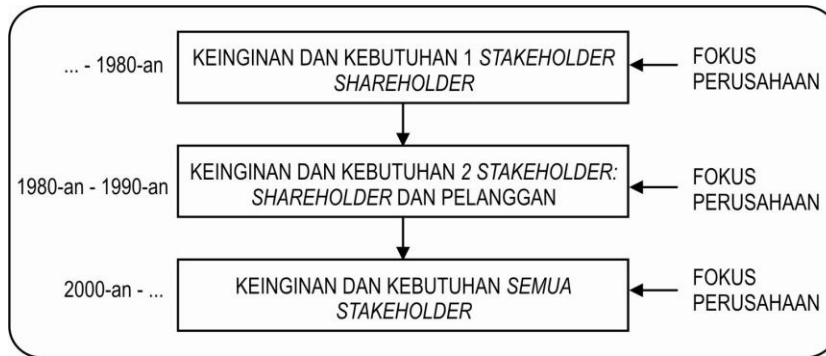 ... - 1980-an
KEINGINAN DAN KEBUTUHAN 1 STAKEHOLDER
SHAREHOLDER
FOKUS
PERUSAHAAN
1980-an - 1990-an
KEINGINAN DAN KEBUTUHAN 2 STAKEHOLDER:
SHAREHOLDER DAN PELANGGAN
FOKUS
PERUSAHAAN
2000-an - ...
KEINGINAN DAN KEBUTUHAN SEMUA
STAKEHOLDER
FOKUS
PERUSAHAAN